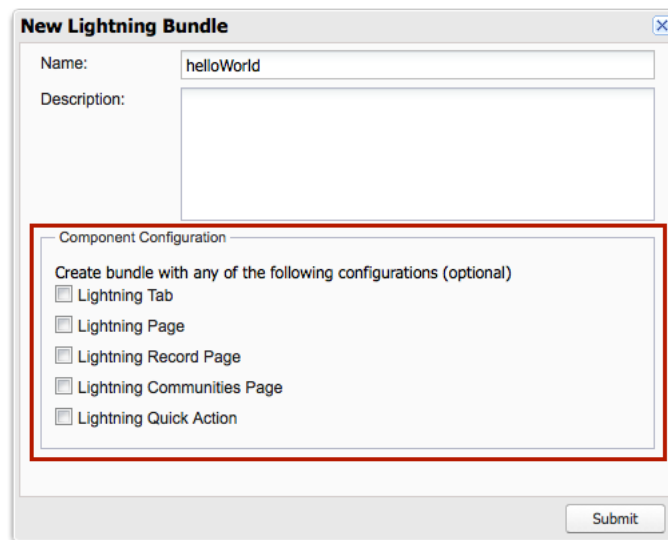 New Lightning Bundle
Name:
helloWorld
Description:
Component Configuration
Create bundle with any of the following configurations (optional)
Lightning Tab
Lightning Page
Lightning Record Page
Lightning Communities Page
Lightning Quick Action
Submit